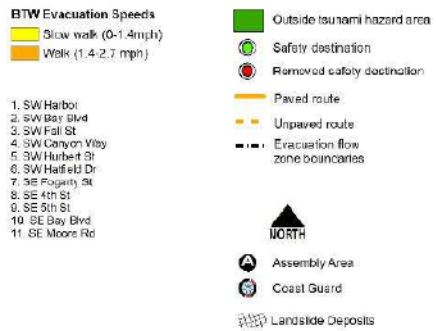 BTW Evacuation Speeds
Slow walk (0-1.4mph)
Walk (1.4-2.7 mph)
1. SW Harbor
2. SW Bay Blvd
3. SW Fall St
4. SW Canyon Way
5. SW Hurbert St
6. SW Hatfield Dr
7. SE Fogarty St
8. SE 4th St
9. SE 5th St
10. SE Bay Blvd
11. SE Moore Rd
Outside tsunami hazard area
Safety destination
Removed safety destination
Paved route
Unpaved route
Evacuation flow
zone boundaries
NORTH
A Assembly Area
Coast Guard
Landslide Deposits